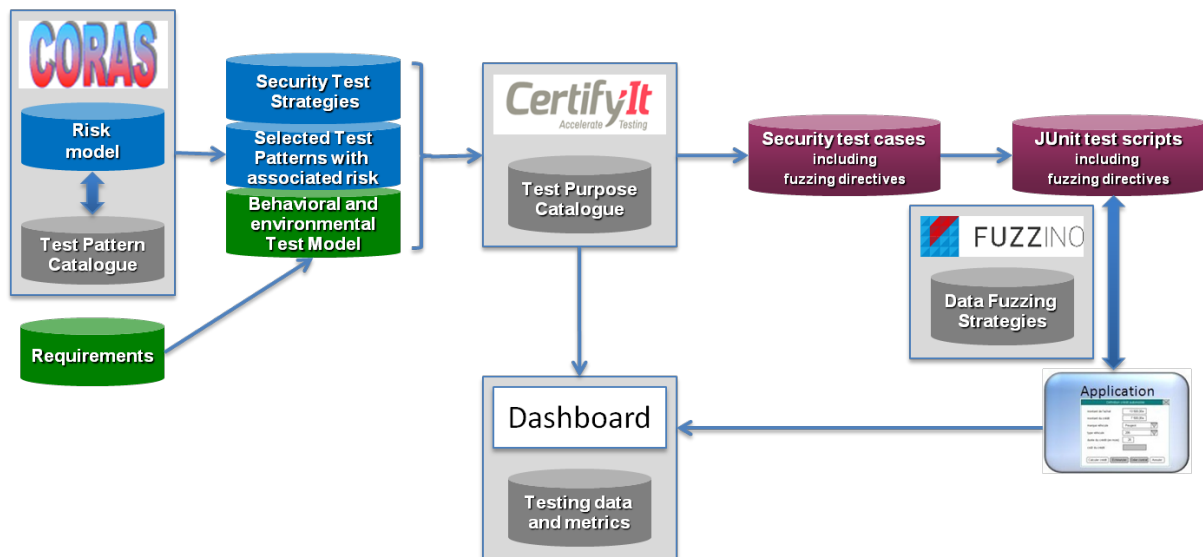 CORAS
Risk
model
Test Pattern
Catalogue
Requirements
Security Test
Strategies
Selected Test
Patterns with
associated risk
Behavioral and
environmental
Test Model
Certify It
Accelerate Testing
Test Purpose
Catalogue
Security test cases
including
fuzzing directives
JUnit test scripts
including
fuzzing directives
FUZZINO
Data Fuzzing
Strategies
Application
Dashboard
Testing data
and metrics